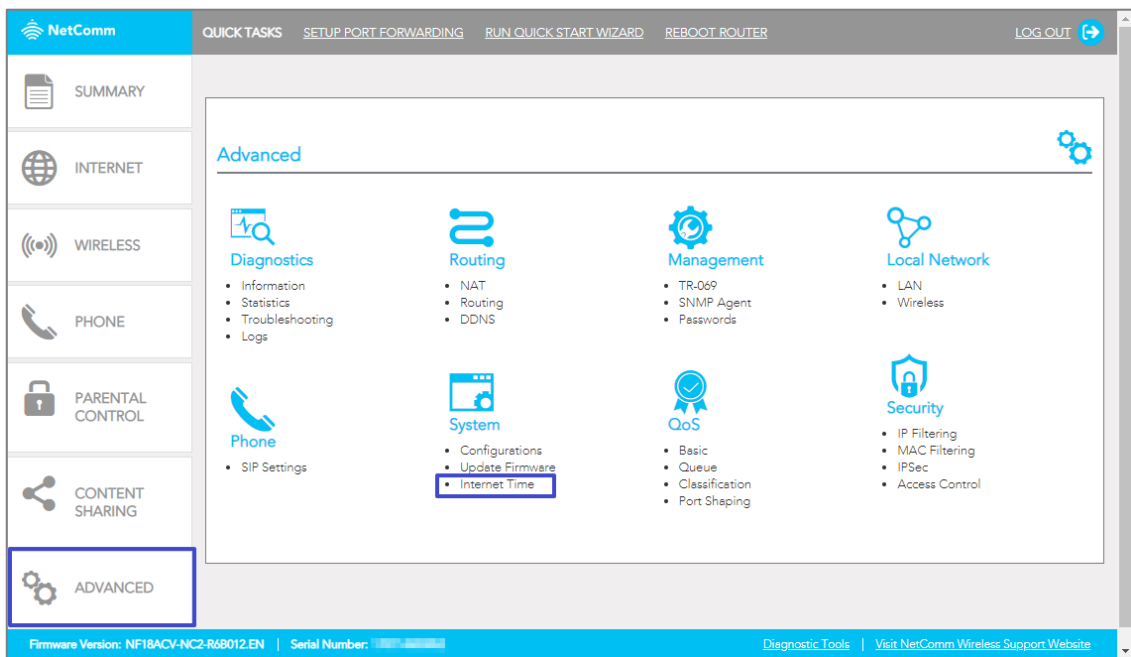 NetComm
QUICK TASKS SETUP PORT FORWARDING RUN QUICK START WIZARD REBOOT ROUTER LOG OUT
SUMMARY
INTERNET
WIRELESS
PHONE
PARENTAL
CONTROL
CONTENT
SHARING
ADVANCED
Advanced
Diagnostics
• Information
• Statistics
• Troubleshooting
• Logs
Routing
• NAT
• Routing
• DDNS
Management
• TR-069
• SNMP Agent
• Passwords
Local Network
• LAN
• Wireless
Phone
• SIP Settings
System
• Configurations
• Update Firmware
• Internet Time
QoS
• Basic
• Queue
• Classification
• Port Shaping
Security
• IP Filtering
• MAC Filtering
• IPSec
• Access Control
Firmware Version: NF18ACV-NC2-R6B012.EN | Serial Number:
Diagnostic Tools | Visit NetComm Wireless Support Website